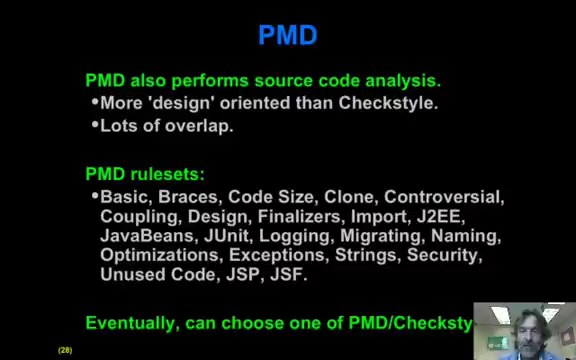 PMD
PMD also performs source code analysis.
•More 'design' oriented than Checkstyle.
•Lots of overlap.
PMD rulesets:
•Basic, Braces, Code Size, Clone, Controversial,
Coupling, Design, Finalizers, Import, J2EE,
JavaBeans, JUnit, Logging, Migrating, Naming,
Optimizations, Exceptions, Strings, Security,
Unused Code, JSP, JSF.
Eventually, can choose one of PMD/Checksty
(28)